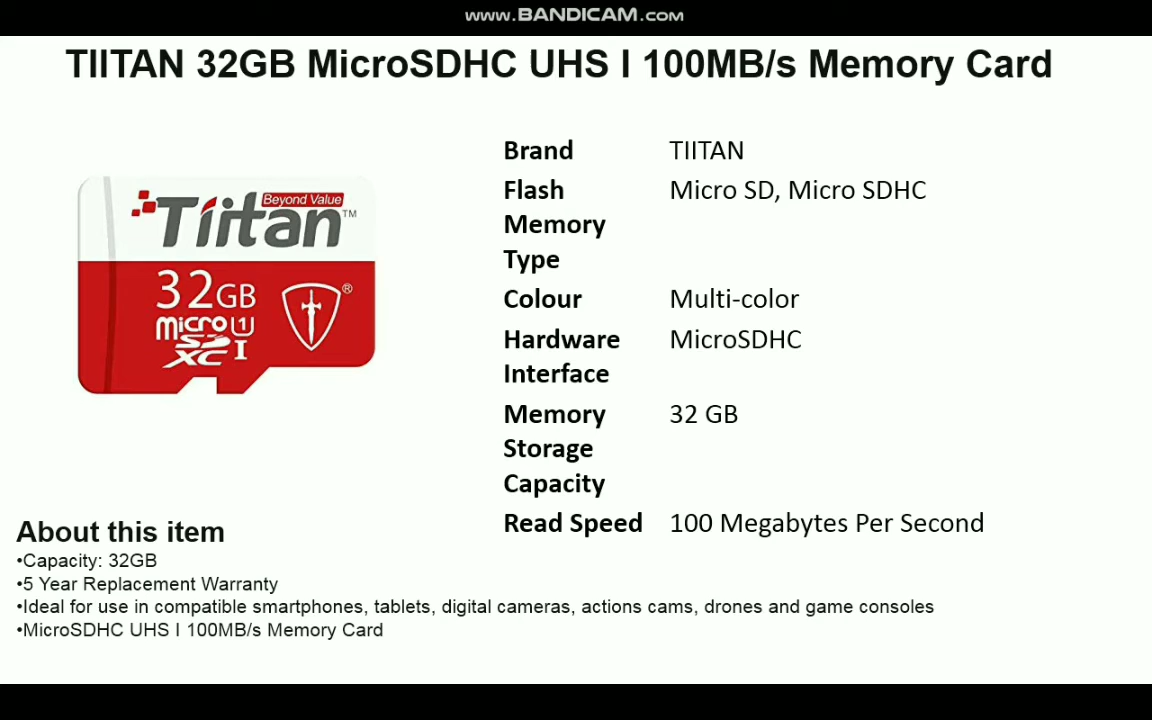 www.BANDICAM.com
TIITAN 32GB MicroSDHC UHS I 100MB/s Memory Card
Beyond Value
Tiitan™
32GB
micro U1
SD
XC I
®
Brand TIITAN
Flash Micro SD, Micro SDHC
Memory
Type
Colour Multi-color
Hardware MicroSDHC
Interface
Memory 32 GB
Storage
Capacity
Read Speed 100 Megabytes Per Second
About this item
•Capacity: 32GB
•5 Year Replacement Warranty
•Ideal for use in compatible smartphones, tablets, digital cameras, actions cams, drones and game consoles
•MicroSDHC UHS I 100MB/s Memory Card